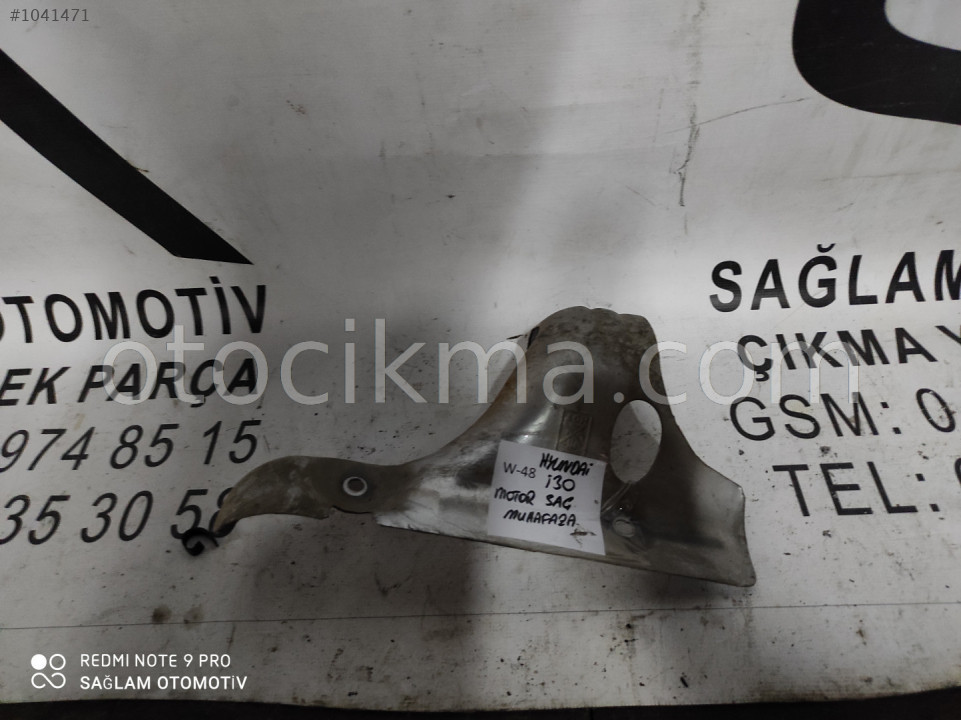 #1041471
OTOMOTİV
EK PARÇA
974 85 15
35 30 58
SAĞLAM
ÇIKMA Y
GSM: 0
TEL:
otocikma.com
W-48 HYUNDAİ
İ30
MOTOR SAĞ
MUHAFAZA
REDMI NOTE 9 PRO
SAĞLAM OTOMOTİV